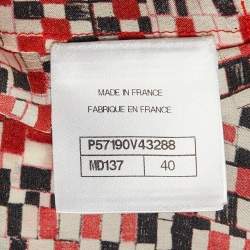 MADE IN FRANCE
FABRIQUE EN FRANCE
P57190V43288
MD137 40